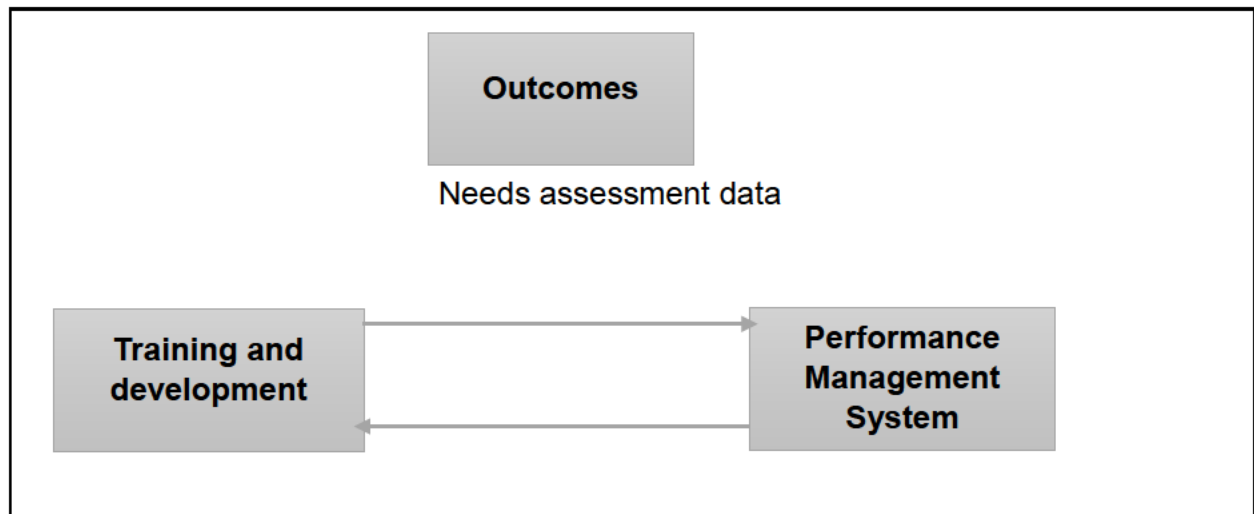 Outcomes
Needs assessment data
Training and
development
Performance
Management
System